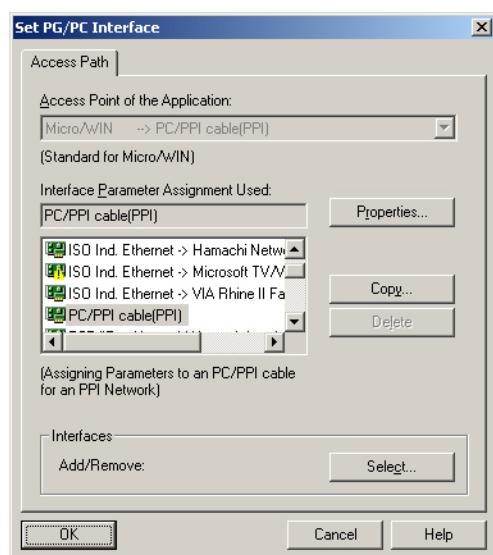 Set PG/PC Interface
Access Path
Access Point of the Application:
Micro/WIN --> PC/PPI cable(PPI)
(Standard for Micro/WIN)
Interface Parameter Assignment Used:
PC/PPI cable(PPI)
Properties...
ISO Ind. Ethernet -> Hamachi Netw
ISO Ind. Ethernet -> Microsoft TV/V
ISO Ind. Ethernet -> VIA Rhine II Fa
PC/PPI cable(PPI)
Copy...
Delete
(Assigning Parameters to an PC/PPI cable
for an PPI Network)
Interfaces
Add/Remove:
Select...
OK
Cancel
Help